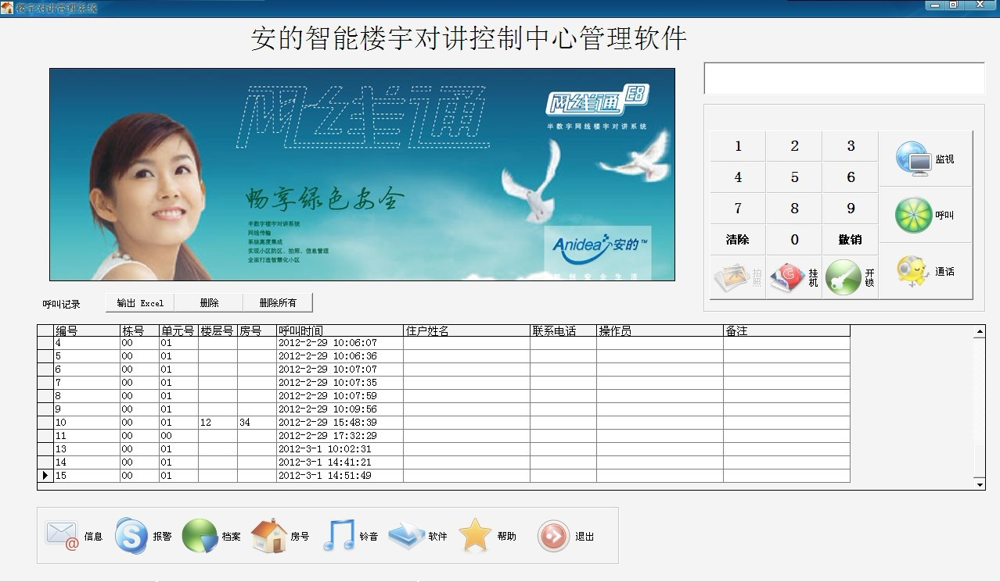 楼宇对讲管理系统
安的智能楼宇对讲控制中心管理软件
网线通
网线通 E8
半数字网线楼宇对讲系统
畅享绿色安全
半数字楼宇对讲系统
网线传输
系统高度集成
实现小区防区、拍照、信息管理
全面打造智慧化小区
Anidea 安的™
创 安 全 生 活
1 2 3
4 5 6
7 8 9
清除 0 撤销
拍照 挂机 开锁
监视
呼叫
通话
呼叫记录 输出 Excel 删除 删除所有
编号 栋号 单元号 楼层号 房号 呼叫时间 住户姓名 联系电话 操作员 备注
4 00 01 2012-2-29 10:06:07
5 00 01 2012-2-29 10:06:36
6 00 01 2012-2-29 10:07:07
7 00 01 2012-2-29 10:07:35
8 00 01 2012-2-29 10:07:59
9 00 01 2012-2-29 10:09:56
10 00 01 12 34 2012-2-29 15:48:39
11 00 00 2012-2-29 17:32:29
13 00 01 2012-3-1 10:02:31
14 00 01 2012-3-1 14:41:21
15 00 01 2012-3-1 14:51:49
信息 报警 档案 房号 铃音 软件 帮助 退出